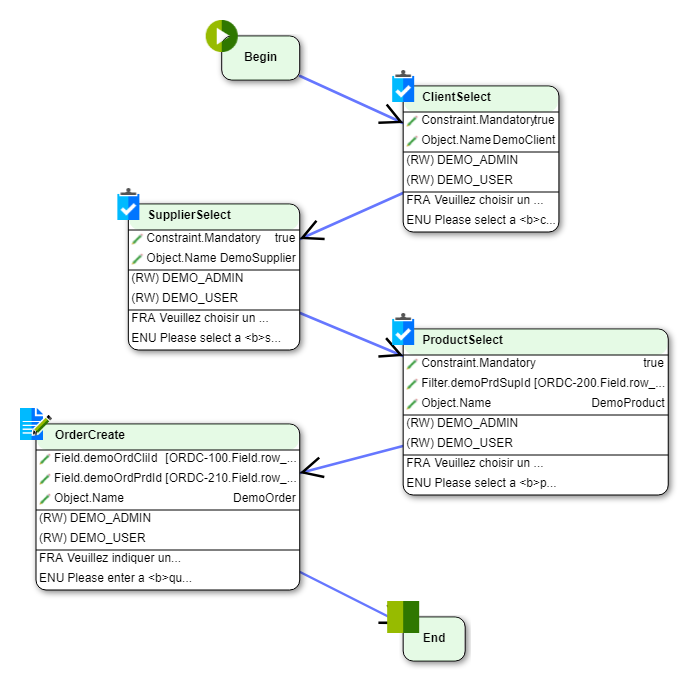 Begin
ClientSelect
Constraint.Mandatory true
Object.Name DemoClient
(RW) DEMO_ADMIN
(RW) DEMO_USER
FRA Veuillez choisir un ...
ENU Please select a <b>c...
SupplierSelect
Constraint.Mandatory true
Object.Name DemoSupplier
(RW) DEMO_ADMIN
(RW) DEMO_USER
FRA Veuillez choisir un ...
ENU Please select a <b>s...
ProductSelect
Constraint.Mandatory true
Filter.demoPrdSupId [ORDC-200.Field.row_...
Object.Name DemoProduct
(RW) DEMO_ADMIN
(RW) DEMO_USER
FRA Veuillez choisir un ...
ENU Please select a <b>p...
OrderCreate
Field.demoOrdCliId [ORDC-100.Field.row_...
Field.demoOrdPrdId [ORDC-210.Field.row_...
Object.Name DemoOrder
(RW) DEMO_ADMIN
(RW) DEMO_USER
FRA Veuillez indiquer un...
ENU Please enter a <b>qu...
End